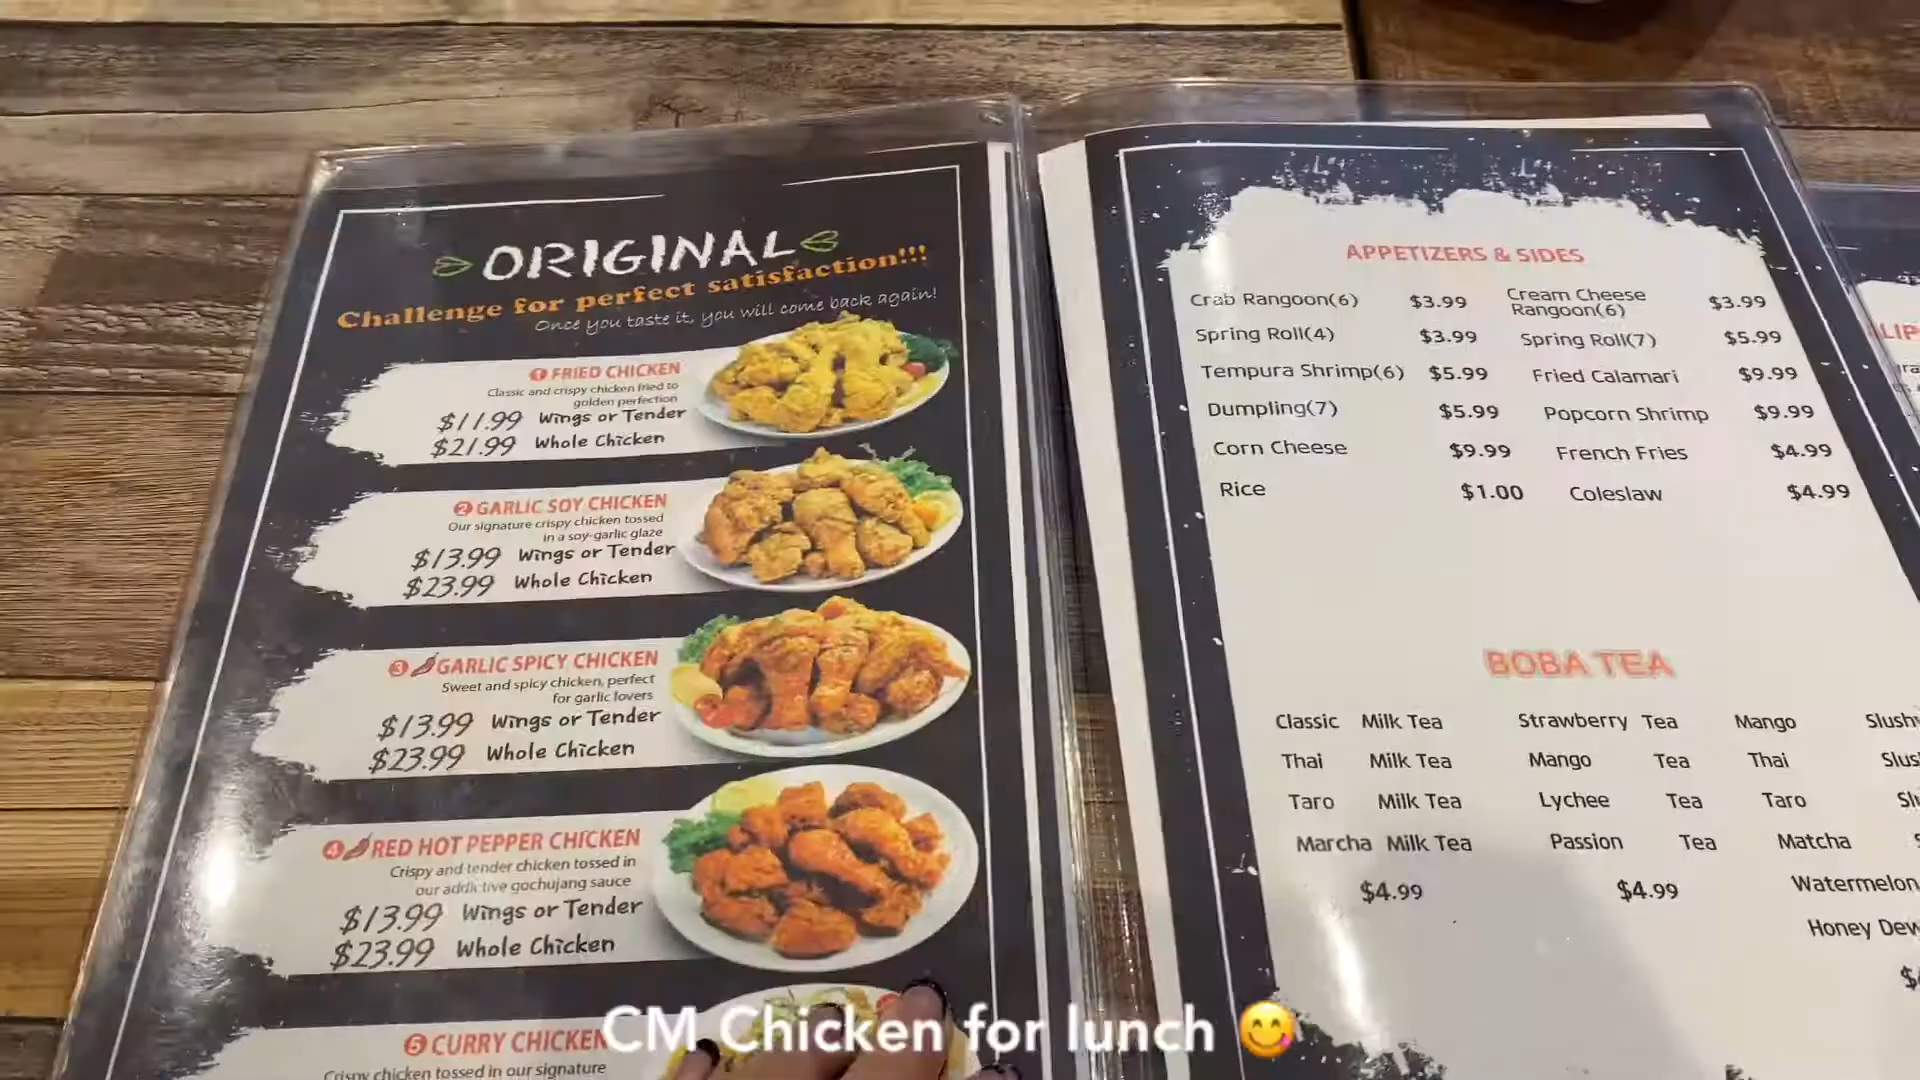 ORIGINAL
Challenge for perfect satisfaction!!!
Once you taste it, you will come back again!
1 FRIED CHICKEN
Classic and crispy chicken fried to
golden perfection
$11.99 Wings or Tender
$21.99 Whole Chicken
2 GARLIC SOY CHICKEN
Our signature crispy chicken tossed
in a soy-garlic glaze
$13.99 Wings or Tender
$23.99 Whole Chicken
3 GARLIC SPICY CHICKEN
Sweet and spicy chicken, perfect
for garlic lovers
$13.99 Wings or Tender
$23.99 Whole Chicken
4 RED HOT PEPPER CHICKEN
Crispy and tender chicken tossed in
our addictive gochujang sauce
$13.99 Wings or Tender
$23.99 Whole Chicken
5 CURRY CHICKEN
Crispy chicken tossed in our signature
APPETIZERS & SIDES
Crab Rangoon(6) $3.99 Cream Cheese Rangoon(6) $3.99
Spring Roll(4) $3.99 Spring Roll(7) $5.99
Tempura Shrimp(6) $5.99 Fried Calamari $9.99
Dumpling(7) $5.99 Popcorn Shrimp $9.99
Corn Cheese $9.99 French Fries $4.99
Rice $1.00 Coleslaw $4.99
BOBA TEA
Classic Milk Tea Strawberry Tea Mango
Thai Milk Tea Mango Tea Thai
Taro Milk Tea Lychee Tea Taro
Marcha Milk Tea Passion Tea Matcha
$4.99 $4.99 Watermelon
Honey Dew
CM Chicken for lunch 😋